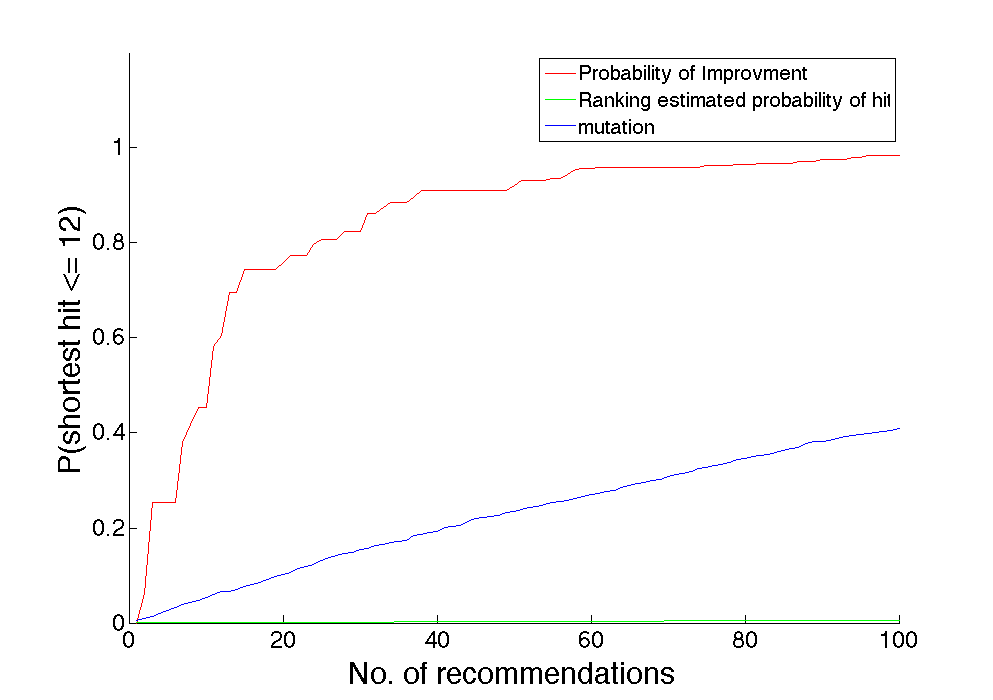 Probability of Improvment
Ranking estimated probability of hit
mutation
1
0.8
0.6
0.4
0.2
0
P(shortest hit <= 12)
0 20 40 60 80 100
No. of recommendations